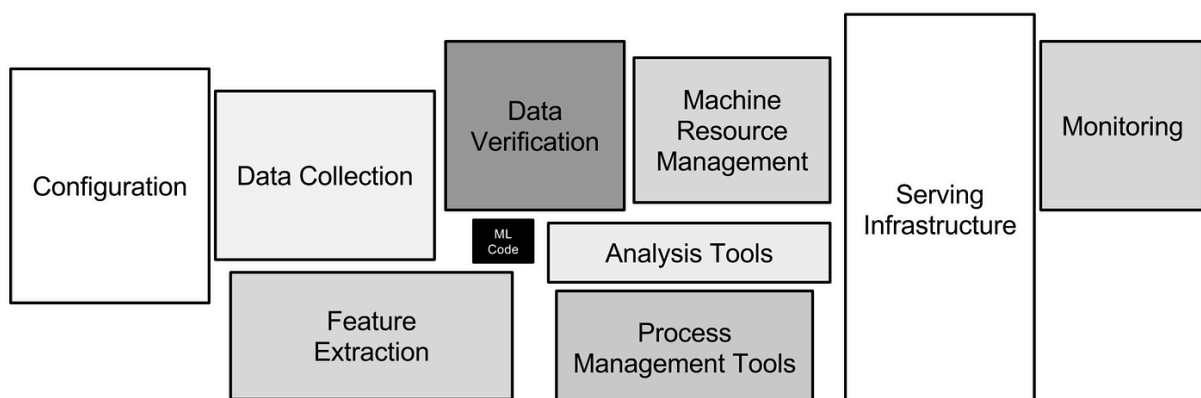 Configuration
Data Collection
Data
Verification
Machine
Resource
Management
Serving
Infrastructure
Monitoring
ML
Code
Analysis Tools
Feature
Extraction
Process
Management Tools